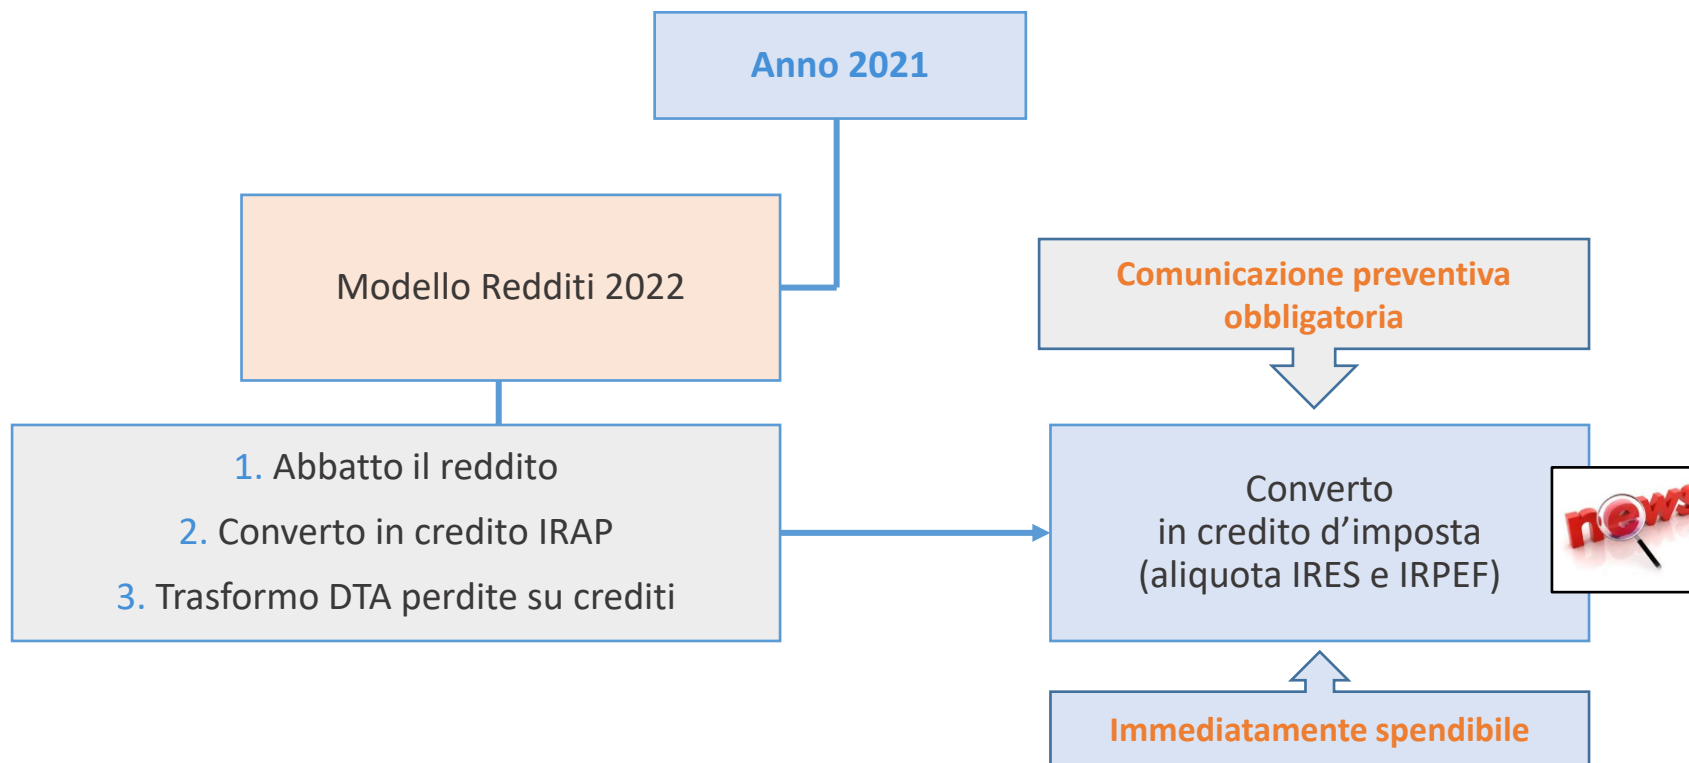 Anno 2021
Modello Redditi 2022
Comunicazione preventiva
obbligatoria
1. Abbatto il reddito
2. Converto in credito IRAP
3. Trasformo DTA perdite su crediti
Converto
in credito d’imposta
(aliquota IRES e IRPEF)
news
Immediatamente spendibile